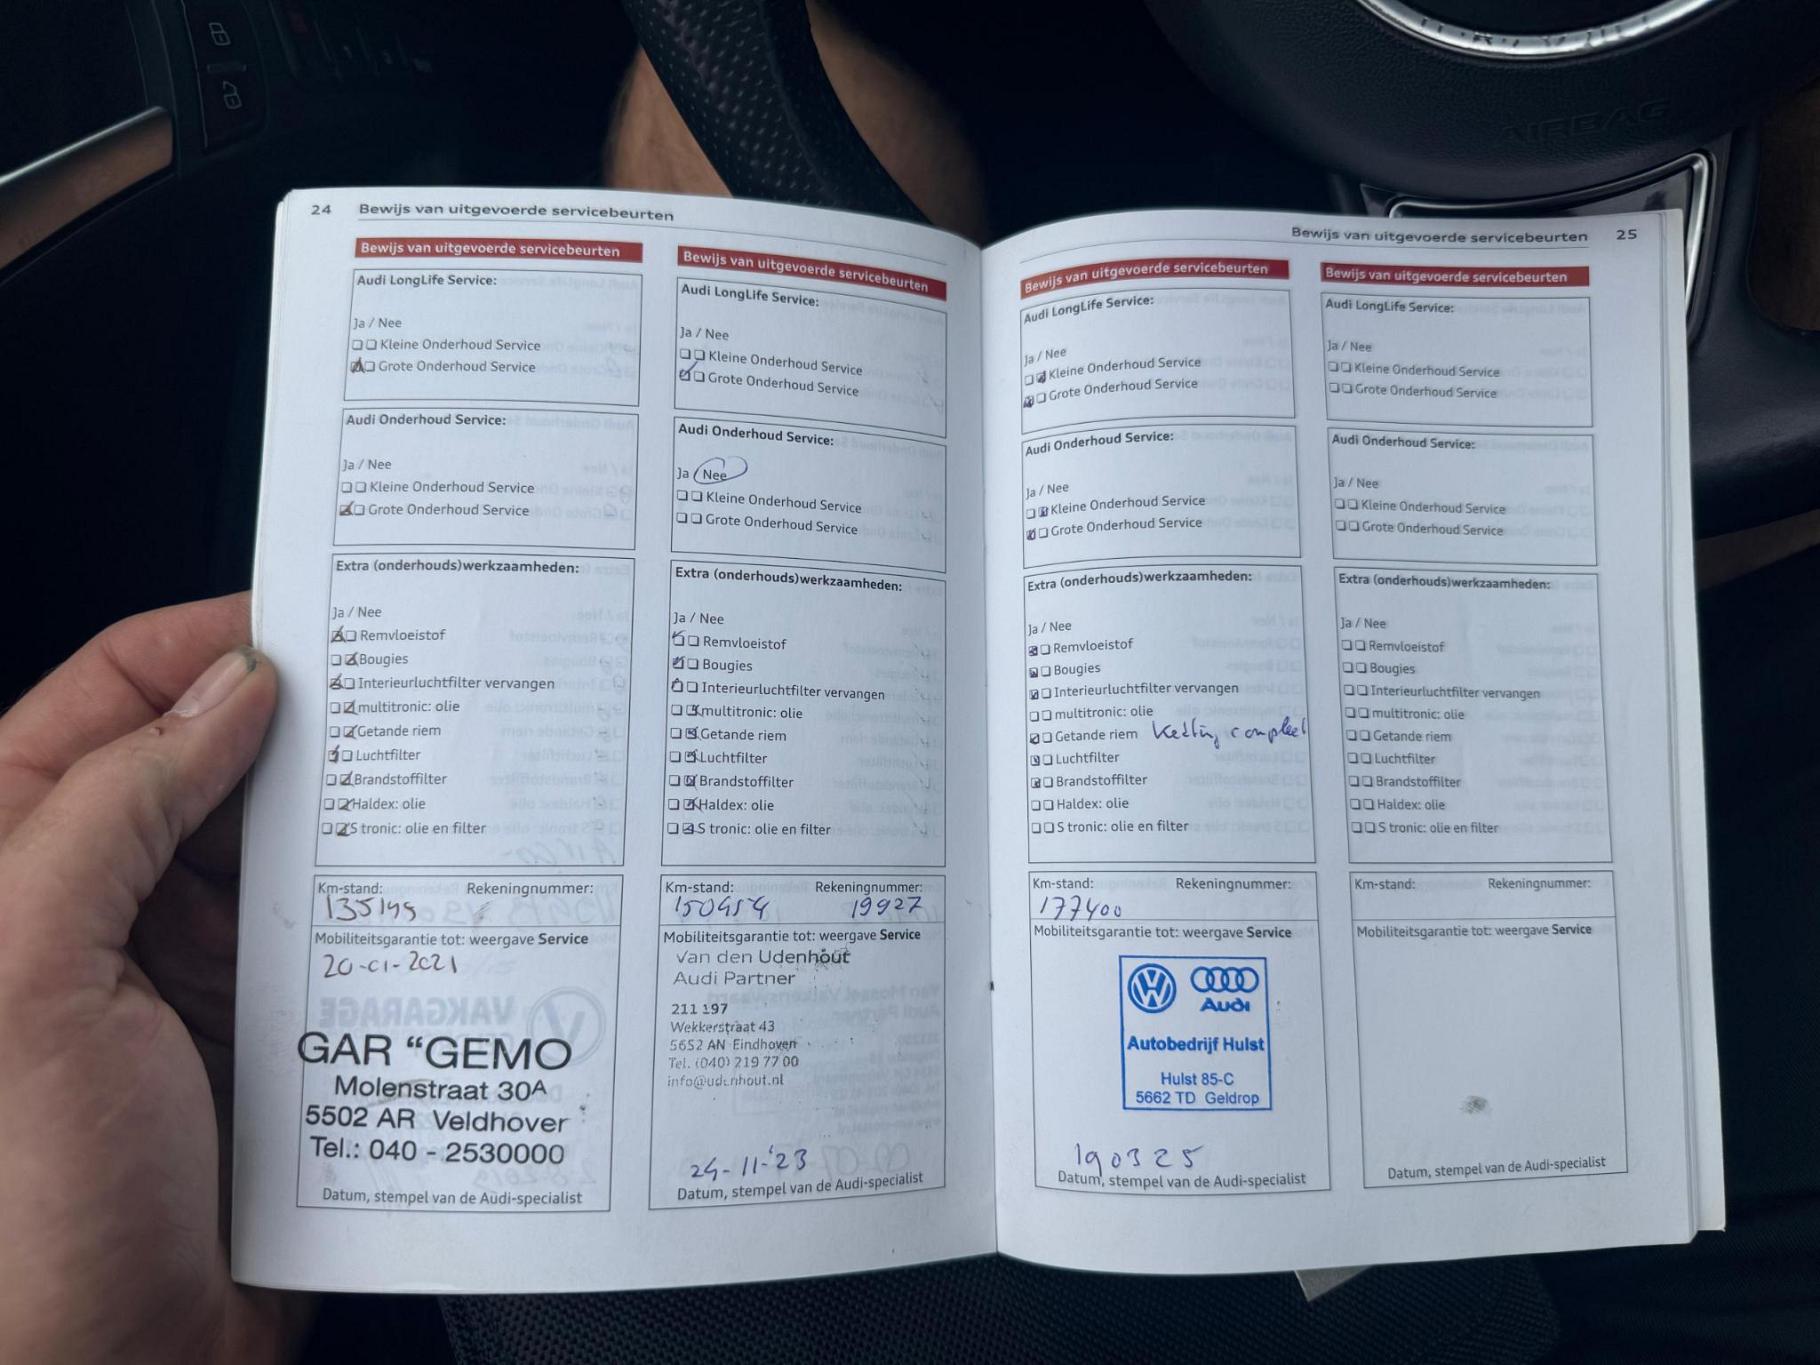 24 Bewijs van uitgevoerde servicebeurten
Bewijs van uitgevoerde servicebeurten
Audi LongLife Service:
Ja / Nee
Kleine Onderhoud Service
Grote Onderhoud Service
Audi Onderhoud Service:
Ja / Nee
Kleine Onderhoud Service
Grote Onderhoud Service
Extra (onderhouds)werkzaamheden:
Ja / Nee
Remvloeistof
Bougies
Interieurluchtfilter vervangen
multitronic: olie
Getande riem
Luchtfilter
Brandstoffilter
Haldex: olie
S tronic: olie en filter
Km-stand: Rekeningnummer:
135195
Mobiliteitsgarantie tot: weergave Service
20-01-2021
GAR “GEMO
Molenstraat 30A
5502 AR Veldhover
Tel.: 040 - 2530000
Datum, stempel van de Audi-specialist
Bewijs van uitgevoerde servicebeurten
Audi LongLife Service:
Ja / Nee
Kleine Onderhoud Service
Grote Onderhoud Service
Audi Onderhoud Service:
Ja / Nee
Kleine Onderhoud Service
Grote Onderhoud Service
Extra (onderhouds)werkzaamheden:
Ja / Nee
Remvloeistof
Bougies
Interieurluchtfilter vervangen
multitronic: olie
Getande riem
Luchtfilter
Brandstoffilter
Haldex: olie
S tronic: olie en filter
Km-stand: Rekeningnummer:
150454 19927
Mobiliteitsgarantie tot: weergave Service
Van den Udenhout
Audi Partner
211 197
Wekkerstraat 43
5652 AN Eindhoven
Tel. (040) 219 77 00
info@udenhout.nl
24-11-'23
Datum, stempel van de Audi-specialist
Bewijs van uitgevoerde servicebeurten 25
Bewijs van uitgevoerde servicebeurten
Audi LongLife Service:
Ja / Nee
Kleine Onderhoud Service
Grote Onderhoud Service
Audi Onderhoud Service:
Ja / Nee
Kleine Onderhoud Service
Grote Onderhoud Service
Extra (onderhouds)werkzaamheden:
Ja / Nee
Remvloeistof
Bougies
Interieurluchtfilter vervangen
multitronic: olie
Getande riem Ketting compleet
Luchtfilter
Brandstoffilter
Haldex: olie
S tronic: olie en filter
Km-stand: Rekeningnummer:
177400
Mobiliteitsgarantie tot: weergave Service
Audi
Autobedrijf Hulst
Hulst 85-C
5662 TD Geldrop
190325
Datum, stempel van de Audi-specialist
Bewijs van uitgevoerde servicebeurten
Audi LongLife Service:
Ja / Nee
Kleine Onderhoud Service
Grote Onderhoud Service
Audi Onderhoud Service:
Ja / Nee
Kleine Onderhoud Service
Grote Onderhoud Service
Extra (onderhouds)werkzaamheden:
Ja / Nee
Remvloeistof
Bougies
Interieurluchtfilter vervangen
multitronic: olie
Getande riem
Luchtfilter
Brandstoffilter
Haldex: olie
S tronic: olie en filter
Km-stand: Rekeningnummer:
Mobiliteitsgarantie tot: weergave Service
Datum, stempel van de Audi-specialist
AIRBAG